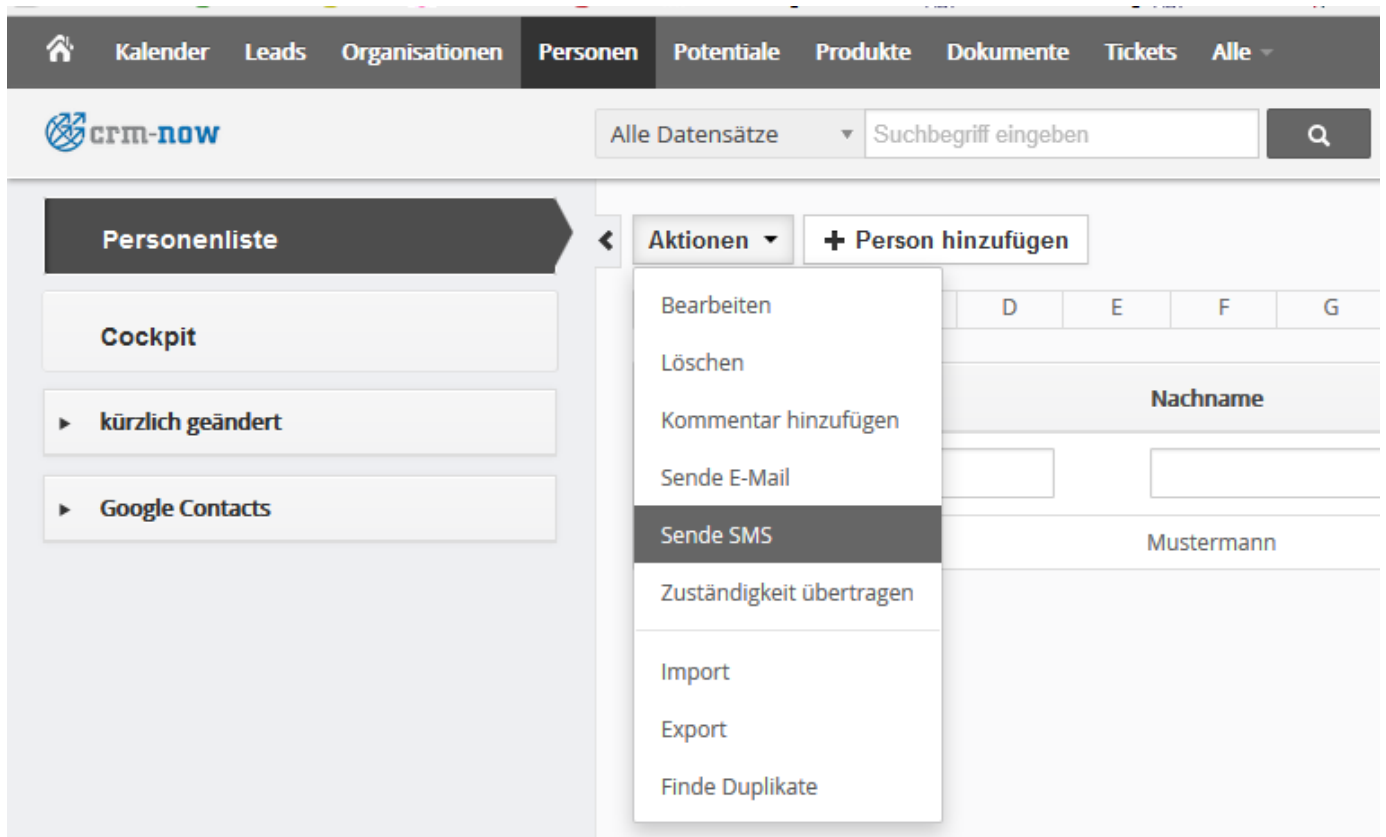 Kalender Leads Organisationen Personen Potentiale Produkte Dokumente Tickets Alle
crm-now
Alle Datensätze Suchbegriff eingeben
Personenliste
Aktionen + Person hinzufügen
Bearbeiten
D E F G
Cockpit
Löschen
Nachname
kürzlich geändert
Kommentar hinzufügen
Sende E-Mail
Google Contacts
Sende SMS
Mustermann
Zuständigkeit übertragen
Import
Export
Finde Duplikate